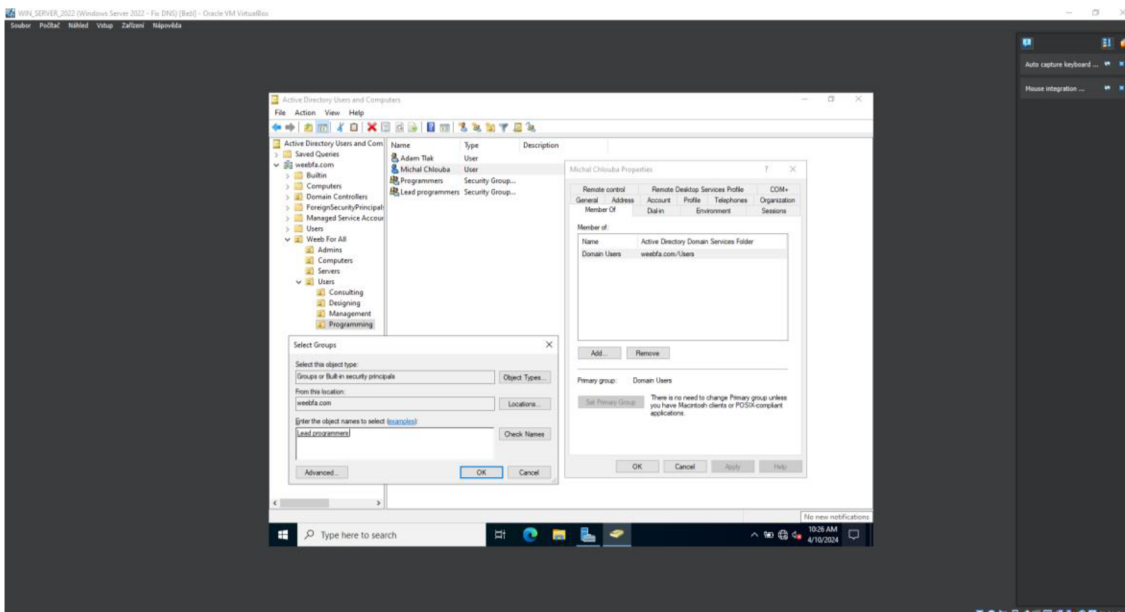 WIN_SERVER_2022 (Windows Server 2022 - Fix DNS) [Běží] - Oracle VM VirtualBox
Soubor Počítač Náhled Vstup Zařízení Nápověda
Auto capture keyboard ...
Mouse integration ...
Active Directory Users and Computers
File Action View Help
Active Directory Users and Com
Saved Queries
weebfa.com
Builtin
Computers
Domain Controllers
ForeignSecurityPrincipals
Managed Service Accour
Users
Weeb For All
Admins
Computers
Servers
Users
Consulting
Designing
Management
Programming
Name Type Description
Adam Tlak User
Michal Chlouba User
Programmers Security Group...
Lead programmers Security Group...
Michal Chlouba Properties ? ×
Remote control Remote Desktop Services Profile COM+
General Address Account Profile Telephones Organization
Member Of Dial-in Environment Sessions
Member of:
Name Active Directory Domain Services Folder
Domain Users weebfa.com/Users
Add... Remove
Primary group: Domain Users
Set Primary Group There is no need to change Primary group unless
you have Macintosh clients or POSIX-compliant
applications.
OK Cancel Apply Help
Select Groups
Select this object type:
Groups or Built-in security principals Object Types...
From this location:
weebfa.com Locations...
Enter the object names to select (examples):
Lead programmers Check Names
Advanced... OK Cancel
No new notifications
Type here to search
10:26 AM
4/10/2024